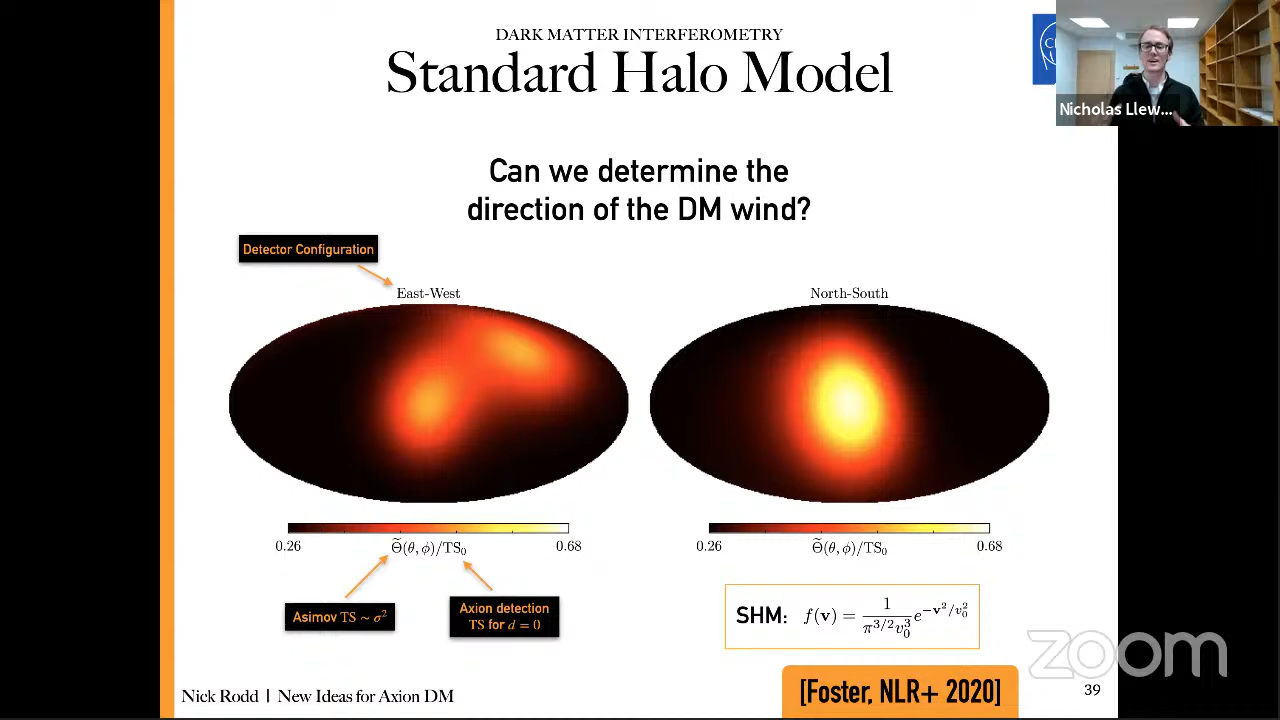 DARK MATTER INTERFEROMETRY
Standard Halo Model
Nicholas Llew...
Can we determine the
direction of the DM wind?
Detector Configuration
East-West
North-South
0.26
Θ̃(θ, ϕ)/TS₀
0.68
0.26
Θ̃(θ, ϕ)/TS₀
0.68
Asimov TS ∼ σ²
Axion detection
TS for d = 0
SHM: f(v) = 1/(π^{3/2}v₀³) e^{−v²/v₀²}
zoom
Nick Rodd | New Ideas for Axion DM
[Foster, NLR+ 2020]
39